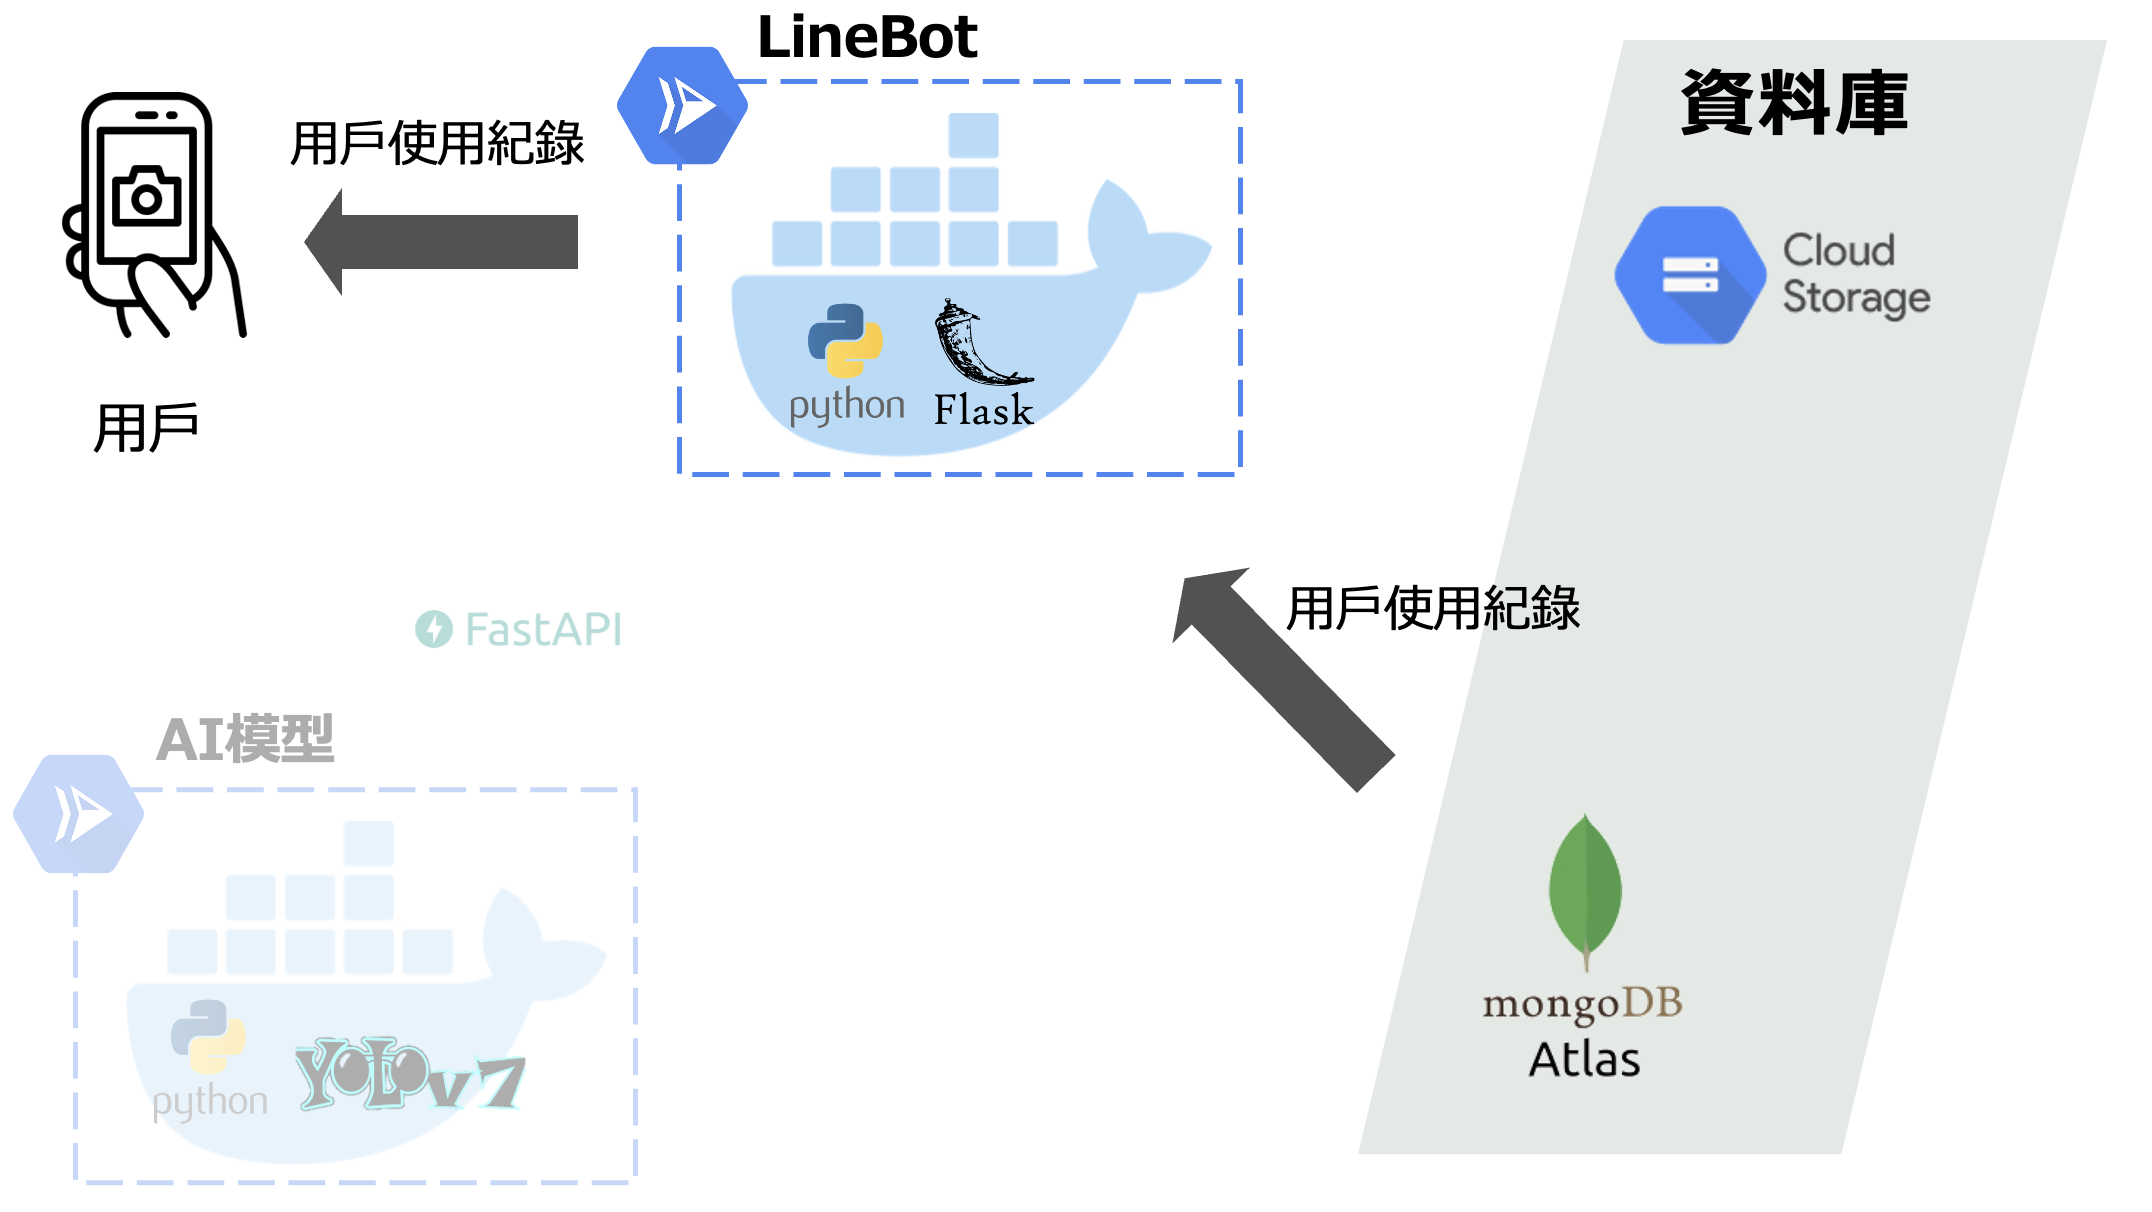 LineBot
資料庫
用戶使用紀錄
Cloud
Storage
python
Flask
用戶
用戶使用紀錄
FastAPI
AI模型
mongoDB
Atlas
python
YOLOv7